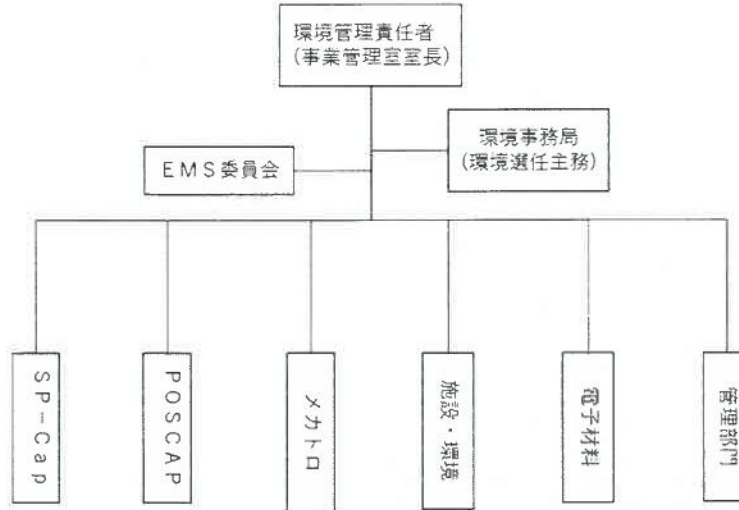 環境管理責任者
(事業管理室室長)
環境事務局
(環境選任主務)
EMS委員会
SP－Cap
POSCAP
メカトロ
施設・環境
電子材料
管理部門